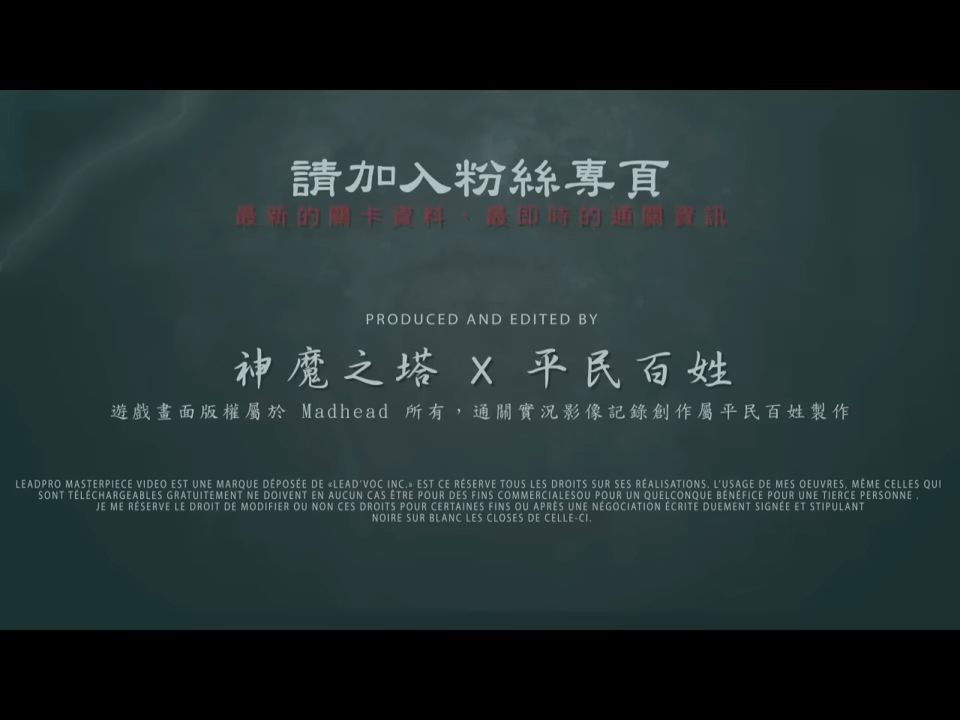 請加入粉絲專頁
最新的關卡資料、最即時的通關資訊
PRODUCED AND EDITED BY
神魔之塔 x 平民百姓
遊戲畫面版權屬於 Madhead 所有，通關實況影像記錄創作屬平民百姓製作
LEADPRO MASTERPIECE VIDEO EST UNE MARQUE DÉPOSÉE DE «LEAD'VOC INC.» EST CE RÉSERVE TOUS LES DROITS SUR SES RÉALISATIONS. L'USAGE DE MES OEUVRES, MÊME CELLES QUI
SONT TÉLÉCHARGEABLES GRATUITEMENT NE DOIVENT EN AUCUN CAS ÊTRE POUR DES FINS COMMERCIALESOU POUR UN QUELCONQUE BÉNÉFICE POUR UNE TIERCE PERSONNE .
JE ME RÉSERVE LE DROIT DE MODIFIER OU NON CES DROITS POUR CERTAINES FINS OU APRÈS UNE NÉGOCIATION ÉCRITE DUEMENT SIGNÉE ET STIPULANT
NOIRE SUR BLANC LES CLOSES DE CELLE-CI.